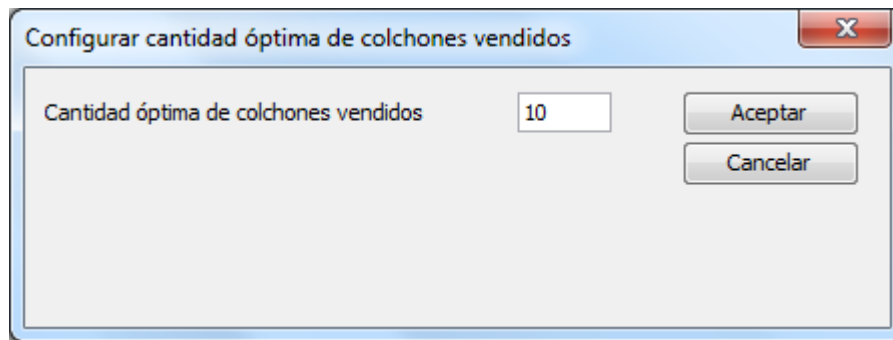 Configurar cantidad óptima de colchones vendidos
Cantidad óptima de colchones vendidos 10 Aceptar
Cancelar